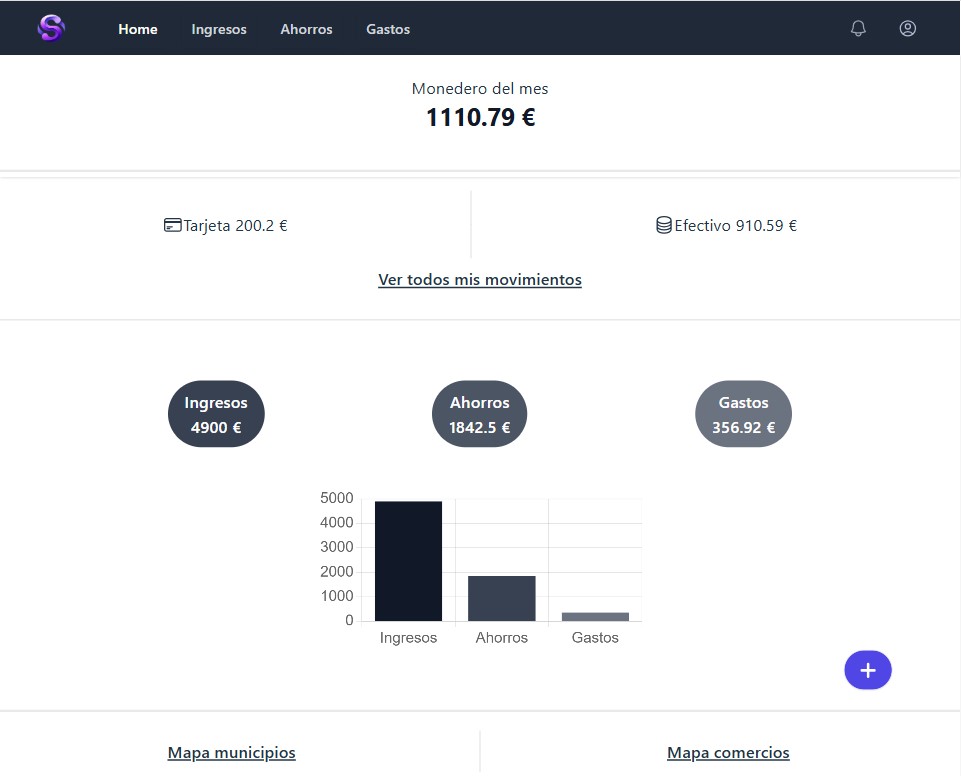 Home Ingresos Ahorros Gastos
Monedero del mes
1110.79 €
Tarjeta 200.2 €
Efectivo 910.59 €
Ver todos mis movimientos
Ingresos
4900 €
Ahorros
1842.5 €
Gastos
356.92 €
5000
4000
3000
2000
1000
0
Ingresos Ahorros Gastos
+
Mapa municipios
Mapa comercios